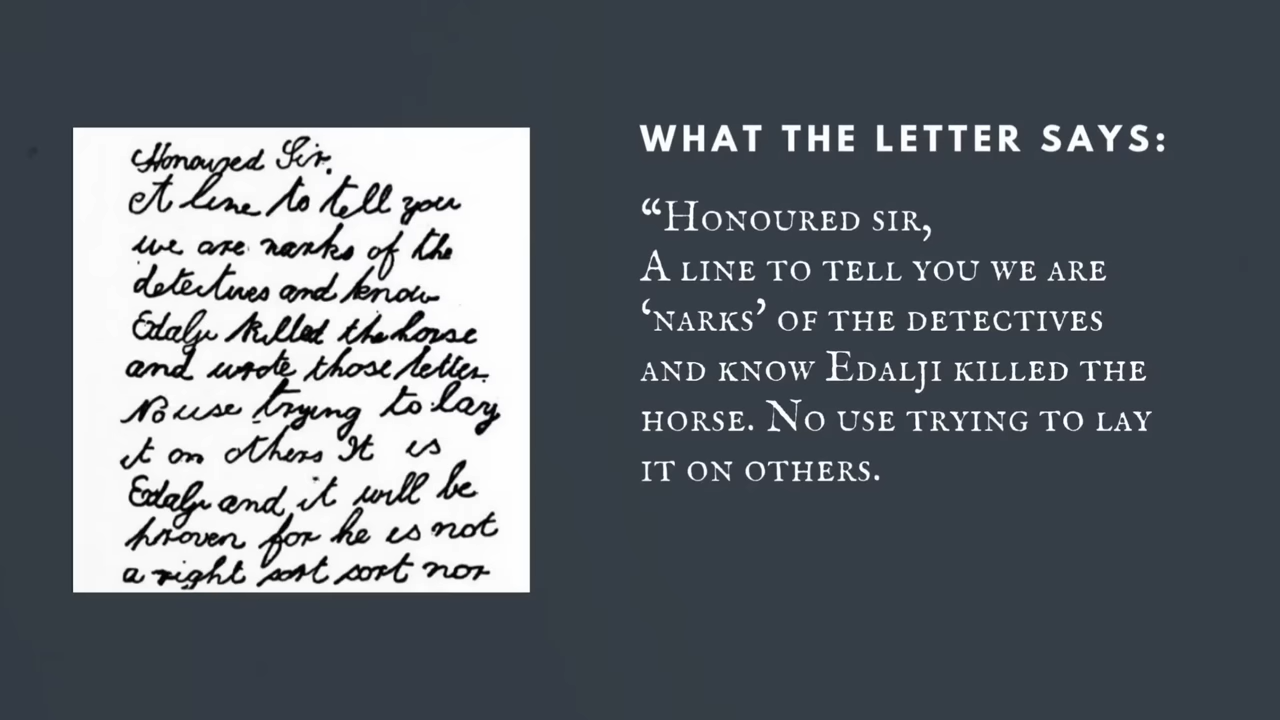 Honoured Sir.
A line to tell you
we are narks of the
detectives and know
Edalji killed the horse
and wrote those letter.
No use trying to lay
it on others It is
Edalji and it will be
proven for he is not
a right sort sort nor
WHAT THE LETTER SAYS:
“HONOURED SIR,
A LINE TO TELL YOU WE ARE
‘NARKS’ OF THE DETECTIVES
AND KNOW EDALJI KILLED THE
HORSE. NO USE TRYING TO LAY
IT ON OTHERS.